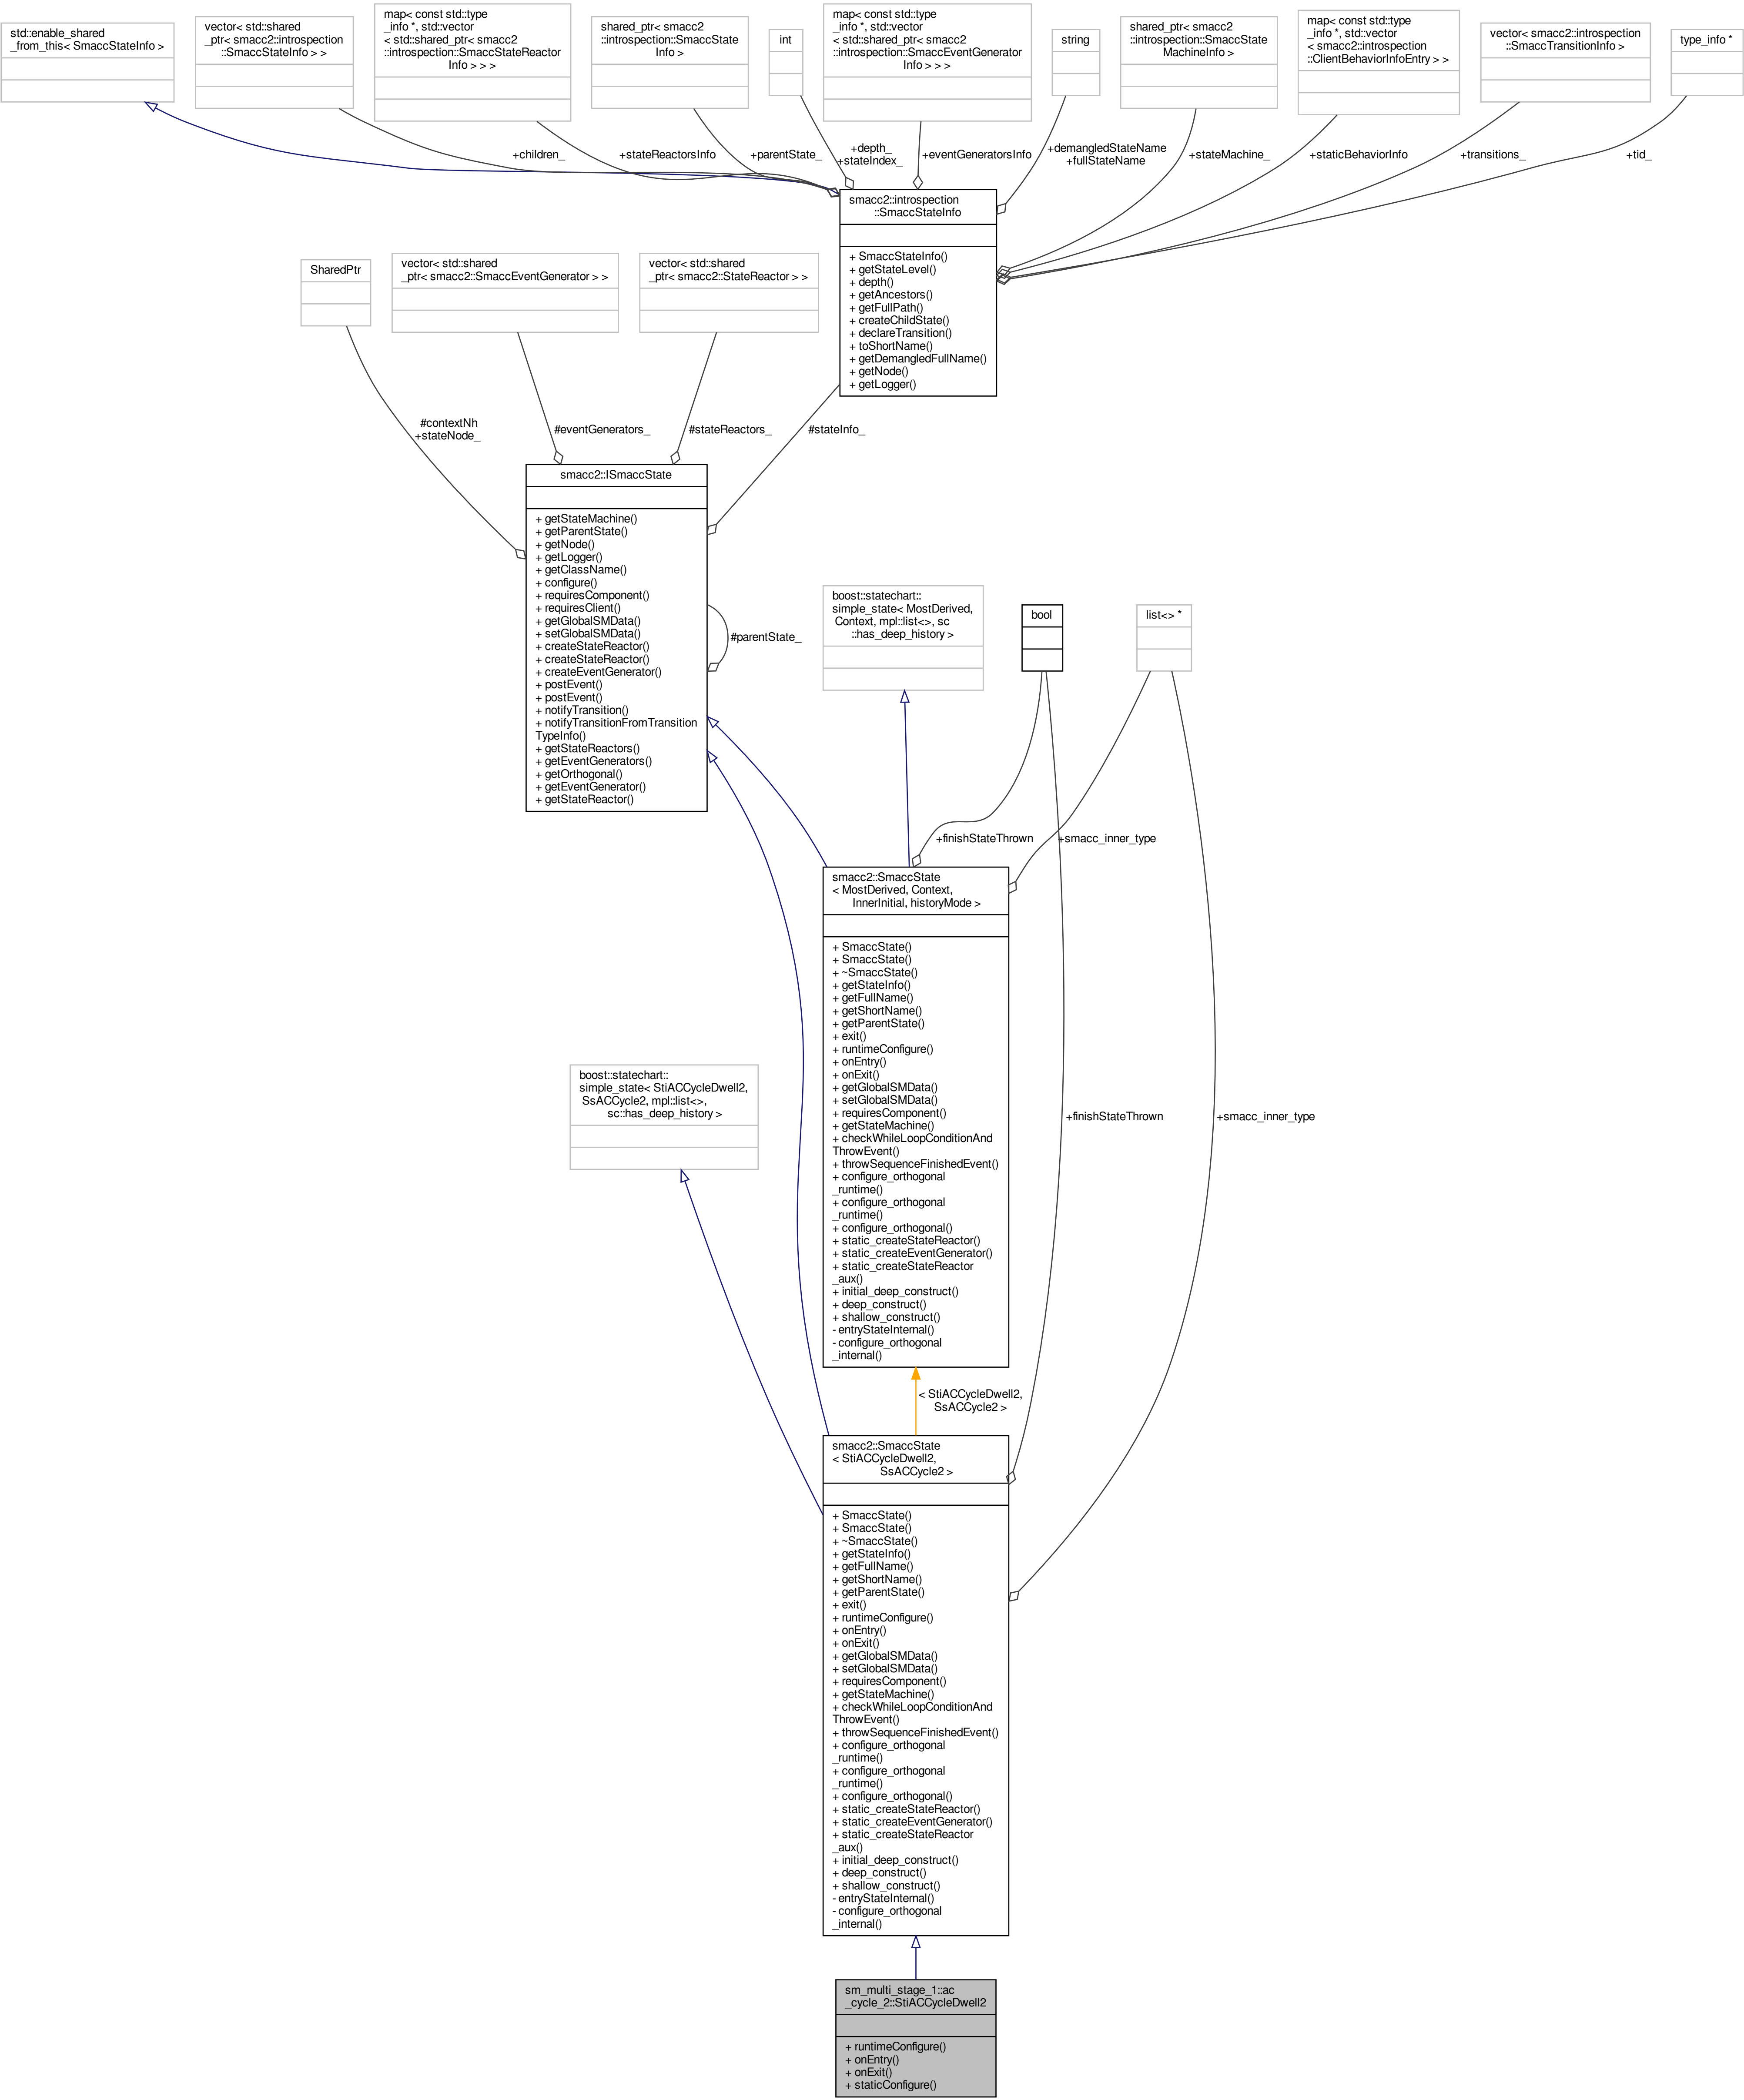 std::enable_shared
_from_this< SmaccStateInfo >
vector< std::shared
_ptr< smacc2::introspection
::SmaccStateInfo > >
map< const std::type
_info *, std::vector
< std::shared_ptr< smacc2
::introspection::SmaccStateReactor
Info > > >
shared_ptr< smacc2
::introspection::SmaccState
Info >
int
map< const std::type
_info *, std::vector
< std::shared_ptr< smacc2
::introspection::SmaccEventGenerator
Info > > >
string
shared_ptr< smacc2
::introspection::SmaccState
MachineInfo >
map< const std::type
_info *, std::vector
< smacc2::introspection
::ClientBehaviorInfoEntry > >
vector< smacc2::introspection
::SmaccTransitionInfo >
type_info *
+children_
+stateReactorsInfo
+parentState_
+depth_
+stateIndex_
+eventGeneratorsInfo
+demangledStateName
+fullStateName
+stateMachine_
+staticBehaviorInfo
+transitions_
+tid_
smacc2::introspection
::SmaccStateInfo
+ SmaccStateInfo()
+ getStateLevel()
+ depth()
+ getAncestors()
+ getFullPath()
+ createChildState()
+ declareTransition()
+ toShortName()
+ getDemangledFullName()
+ getNode()
+ getLogger()
SharedPtr
vector< std::shared
_ptr< smacc2::SmaccEventGenerator > >
vector< std::shared
_ptr< smacc2::StateReactor > >
#contextNh
+stateNode_
#eventGenerators_
#stateReactors_
#stateInfo_
smacc2::ISmaccState
+ getStateMachine()
+ getParentState()
+ getNode()
+ getLogger()
+ getClassName()
+ configure()
+ requiresComponent()
+ requiresClient()
+ getGlobalSMData()
+ setGlobalSMData()
+ createStateReactor()
+ createStateReactor()
+ createEventGenerator()
+ postEvent()
+ postEvent()
+ notifyTransition()
+ notifyTransitionFromTransition
TypeInfo()
+ getStateReactors()
+ getEventGenerators()
+ getOrthogonal()
+ getEventGenerator()
+ getStateReactor()
#parentState_
boost::statechart::
simple_state< MostDerived,
Context, mpl::list<>, sc
::has_deep_history >
bool
list<> *
+finishStateThrown
+smacc_inner_type
smacc2::SmaccState
< MostDerived, Context,
InnerInitial, historyMode >
+ SmaccState()
+ SmaccState()
+ ~SmaccState()
+ getStateInfo()
+ getFullName()
+ getShortName()
+ getParentState()
+ exit()
+ runtimeConfigure()
+ onEntry()
+ onExit()
+ getGlobalSMData()
+ setGlobalSMData()
+ requiresComponent()
+ getStateMachine()
+ checkWhileLoopConditionAnd
ThrowEvent()
+ throwSequenceFinishedEvent()
+ configure_orthogonal
_runtime()
+ configure_orthogonal
_runtime()
+ configure_orthogonal()
+ static_createStateReactor()
+ static_createEventGenerator()
+ static_createStateReactor
_aux()
+ initial_deep_construct()
+ deep_construct()
+ shallow_construct()
- entryStateInternal()
- configure_orthogonal
_internal()
boost::statechart::
simple_state< StiACCycleDwell2,
SsACCycle2, mpl::list<>,
sc::has_deep_history >
+finishStateThrown
+smacc_inner_type
< StiACCycleDwell2,
SsACCycle2 >
smacc2::SmaccState
< StiACCycleDwell2,
SsACCycle2 >
+ SmaccState()
+ SmaccState()
+ ~SmaccState()
+ getStateInfo()
+ getFullName()
+ getShortName()
+ getParentState()
+ exit()
+ runtimeConfigure()
+ onEntry()
+ onExit()
+ getGlobalSMData()
+ setGlobalSMData()
+ requiresComponent()
+ getStateMachine()
+ checkWhileLoopConditionAnd
ThrowEvent()
+ throwSequenceFinishedEvent()
+ configure_orthogonal
_runtime()
+ configure_orthogonal
_runtime()
+ configure_orthogonal()
+ static_createStateReactor()
+ static_createEventGenerator()
+ static_createStateReactor
_aux()
+ initial_deep_construct()
+ deep_construct()
+ shallow_construct()
- entryStateInternal()
- configure_orthogonal
_internal()
sm_multi_stage_1::ac
_cycle_2::StiACCycleDwell2
+ runtimeConfigure()
+ onEntry()
+ onExit()
+ staticConfigure()